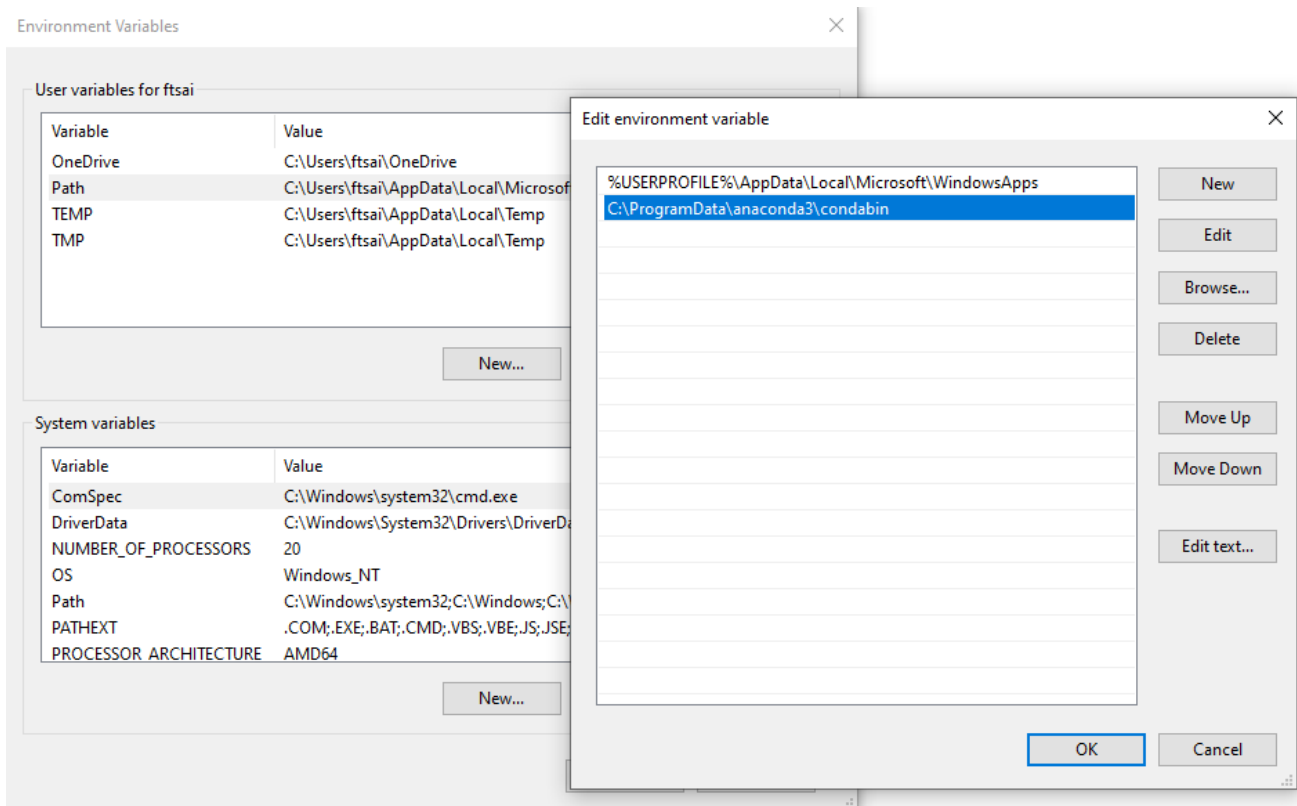 Environment Variables
User variables for ftsai
Variable Value
OneDrive C:\Users\ftsai\OneDrive
Path C:\Users\ftsai\AppData\Local\Microsof
TEMP C:\Users\ftsai\AppData\Local\Temp
TMP C:\Users\ftsai\AppData\Local\Temp
New...
System variables
Variable Value
ComSpec C:\Windows\system32\cmd.exe
DriverData C:\Windows\System32\Drivers\DriverDa
NUMBER_OF_PROCESSORS 20
OS Windows_NT
Path C:\Windows\system32;C:\Windows;C:\
PATHEXT .COM;.EXE;.BAT;.CMD;.VBS;.VBE;.JS;.JSE;
PROCESSOR_ARCHITECTURE AMD64
New...
Edit environment variable
%USERPROFILE%\AppData\Local\Microsoft\WindowsApps
C:\ProgramData\anaconda3\condabin
New
Edit
Browse...
Delete
Move Up
Move Down
Edit text...
OK
Cancel